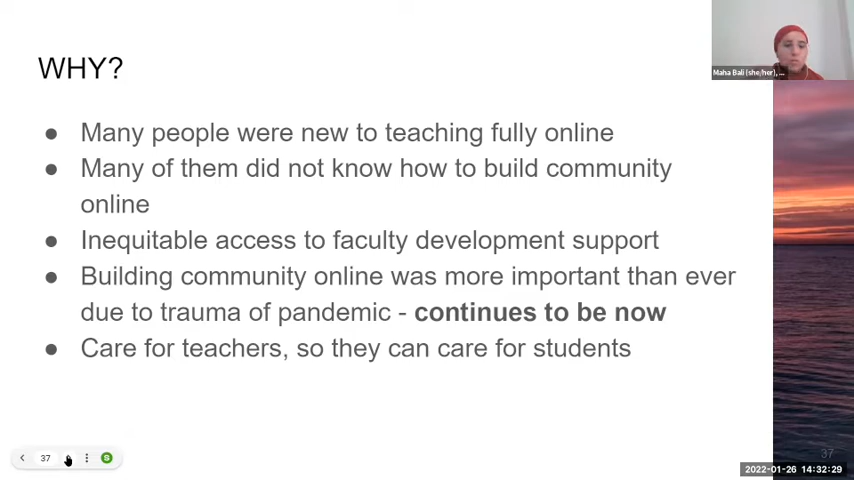 WHY?
Maha Bali (she/her), ...
● Many people were new to teaching fully online
● Many of them did not know how to build community
online
● Inequitable access to faculty development support
● Building community online was more important than ever
due to trauma of pandemic - continues to be now
● Care for teachers, so they can care for students
37
S
37
2022-01-26 14:32:29